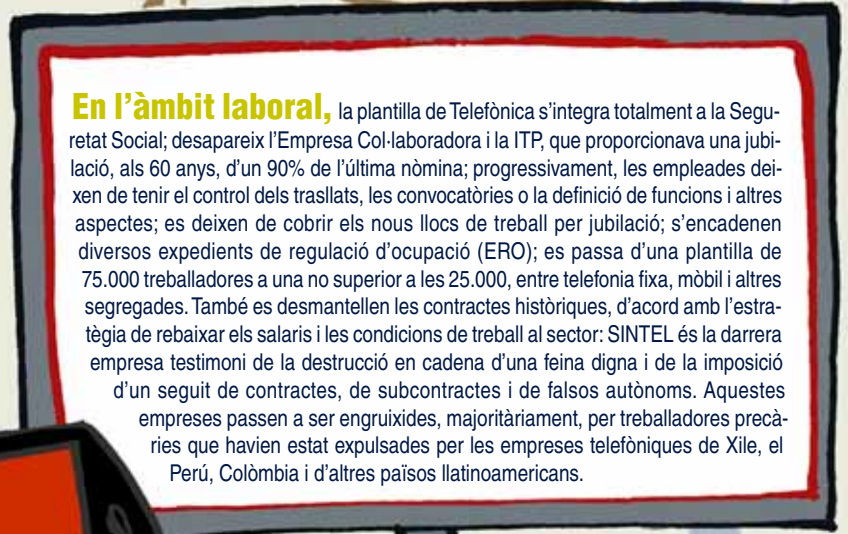 En l’àmbit laboral, la plantilla de Telefònica s’integra totalment a la Segu-
retat Social; desapareix l’Empresa Col·laboradora i la ITP, que proporcionava una jubi-
lació, als 60 anys, d’un 90% de l’última nòmina; progressivament, les empleades dei-
xen de tenir el control dels trasllats, les convocatòries o la definició de funcions i altres
aspectes; es deixen de cobrir els nous llocs de treball per jubilació; s’encadenen
diversos expedients de regulació d’ocupació (ERO); es passa d’una plantilla de
75.000 treballadores a una no superior a les 25.000, entre telefonia fixa, mòbil i altres
segregades. També es desmantellen les contractes històriques, d’acord amb l’estra-
tègia de rebaixar els salaris i les condicions de treball al sector: SINTEL és la darrera
empresa testimoni de la destrucció en cadena d’una feina digna i de la imposició
d’un seguit de contractes, de subcontractes i de falsos autònoms. Aquestes
empreses passen a ser engruixides, majoritàriament, per treballadores precà-
ries que havien estat expulsades per les empreses telefòniques de Xile, el
Perú, Colòmbia i d’altres països llatinoamericans.